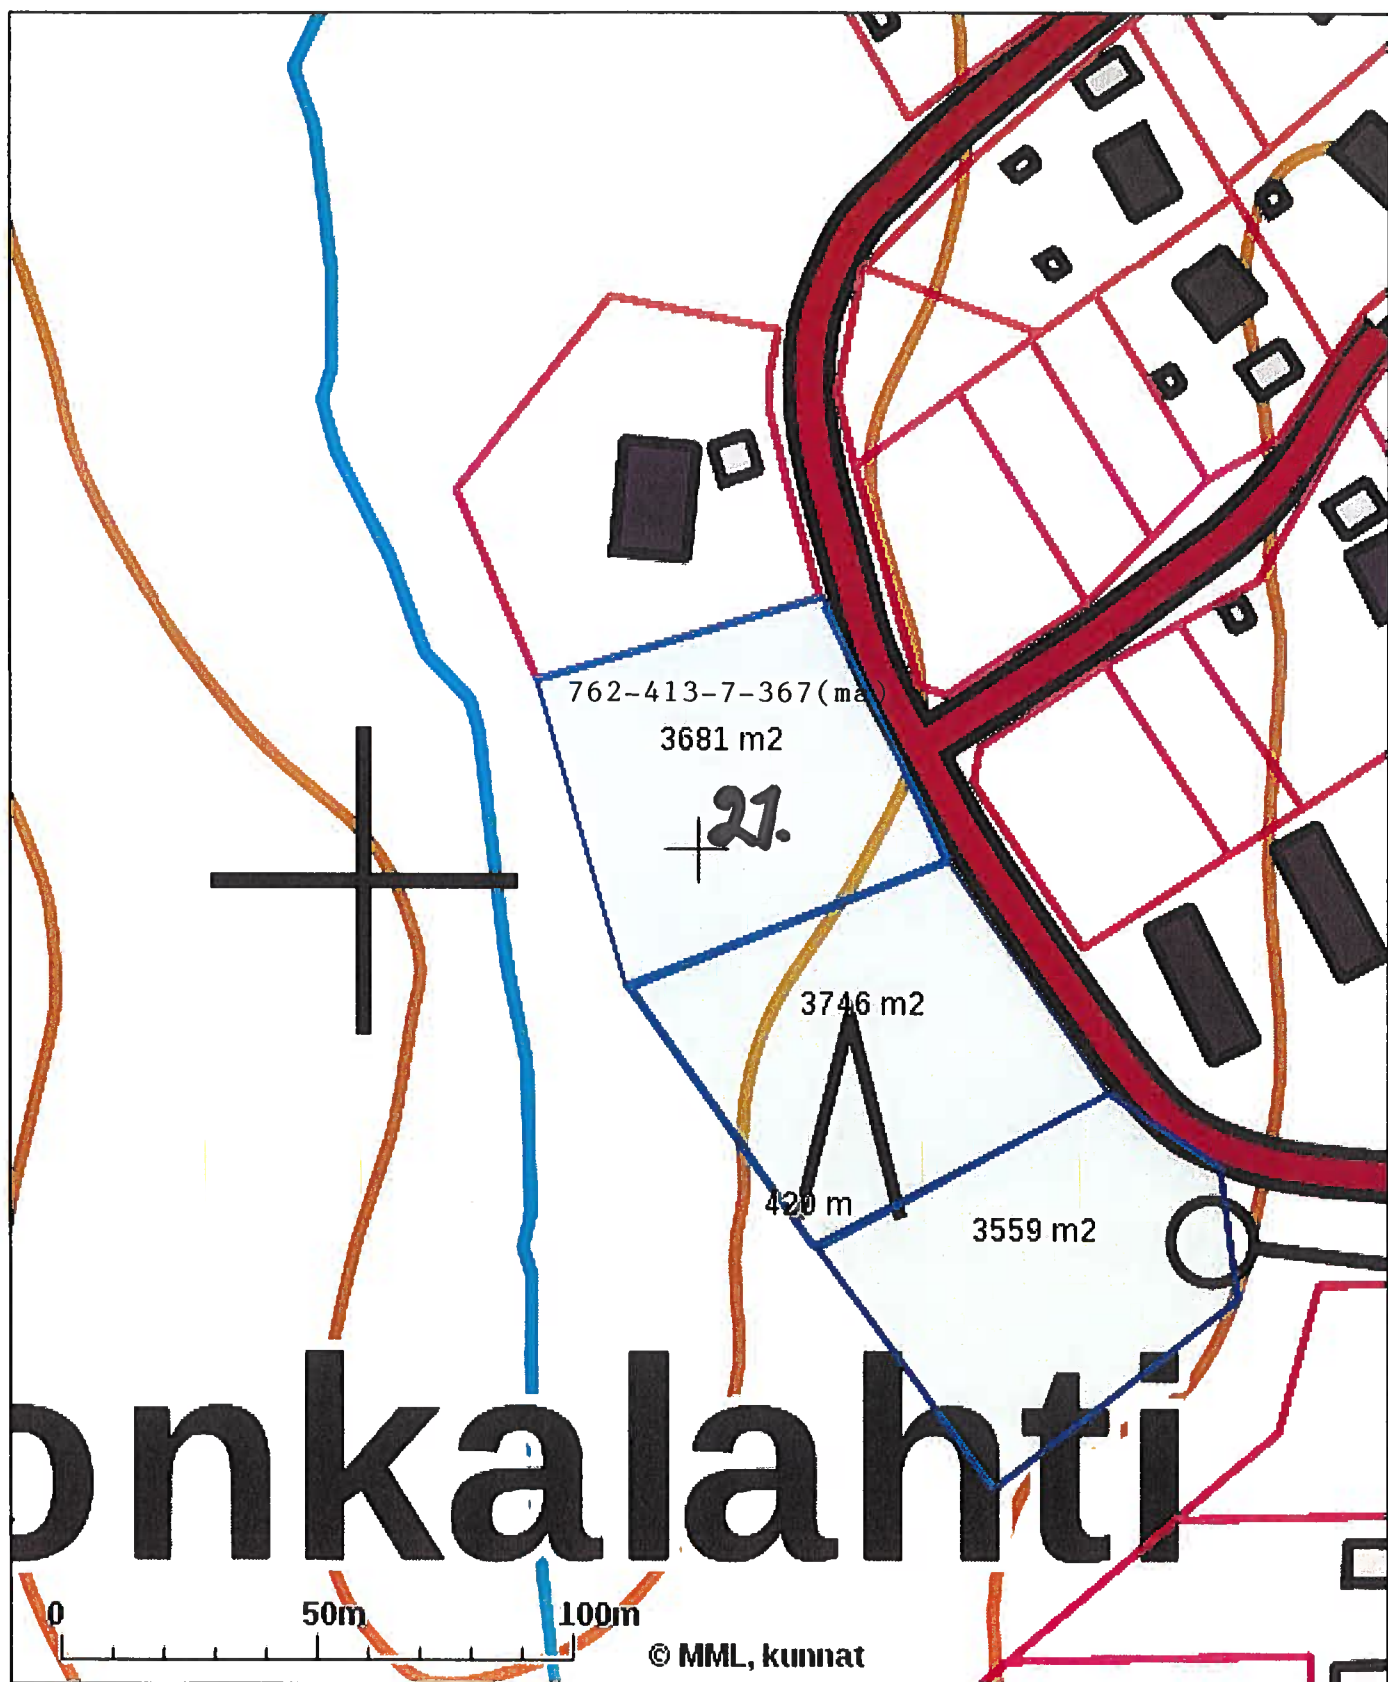 762-413-7-367(ma)
3681 m2
21.
3746 m2
420 m
3559 m2
onkalahti
0 50m 100m
© MML, kunnat